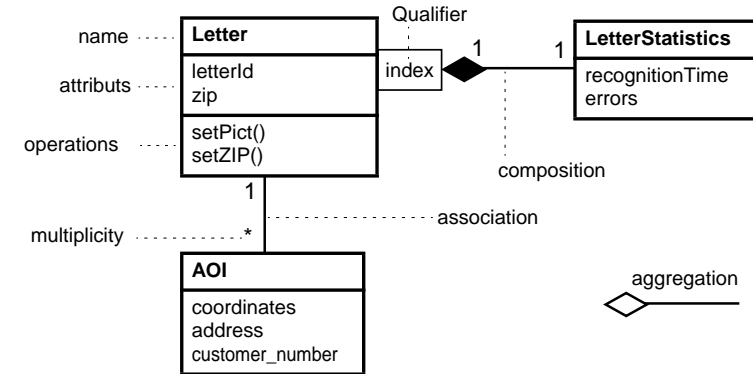 Qualifier
name
Letter
1
1
LetterStatistics
attributs
letterId
zip
index
recognitionTime
errors
operations
setPict()
setZIP()
composition
1
association
multiplicity
*
AOI
aggregation
coordinates
address
customer_number